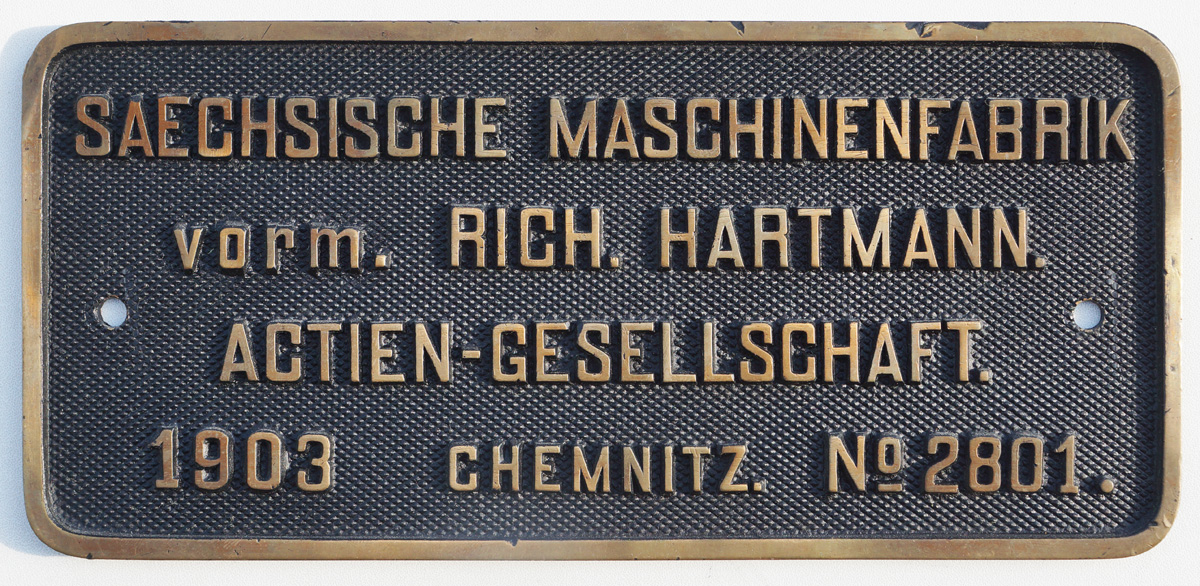 SAECHSISCHE MASCHINENFABRIK
vorm. RICH. HARTMANN.
ACTIEN-GESELLSCHAFT.
1903 CHEMNITZ. No 2801.